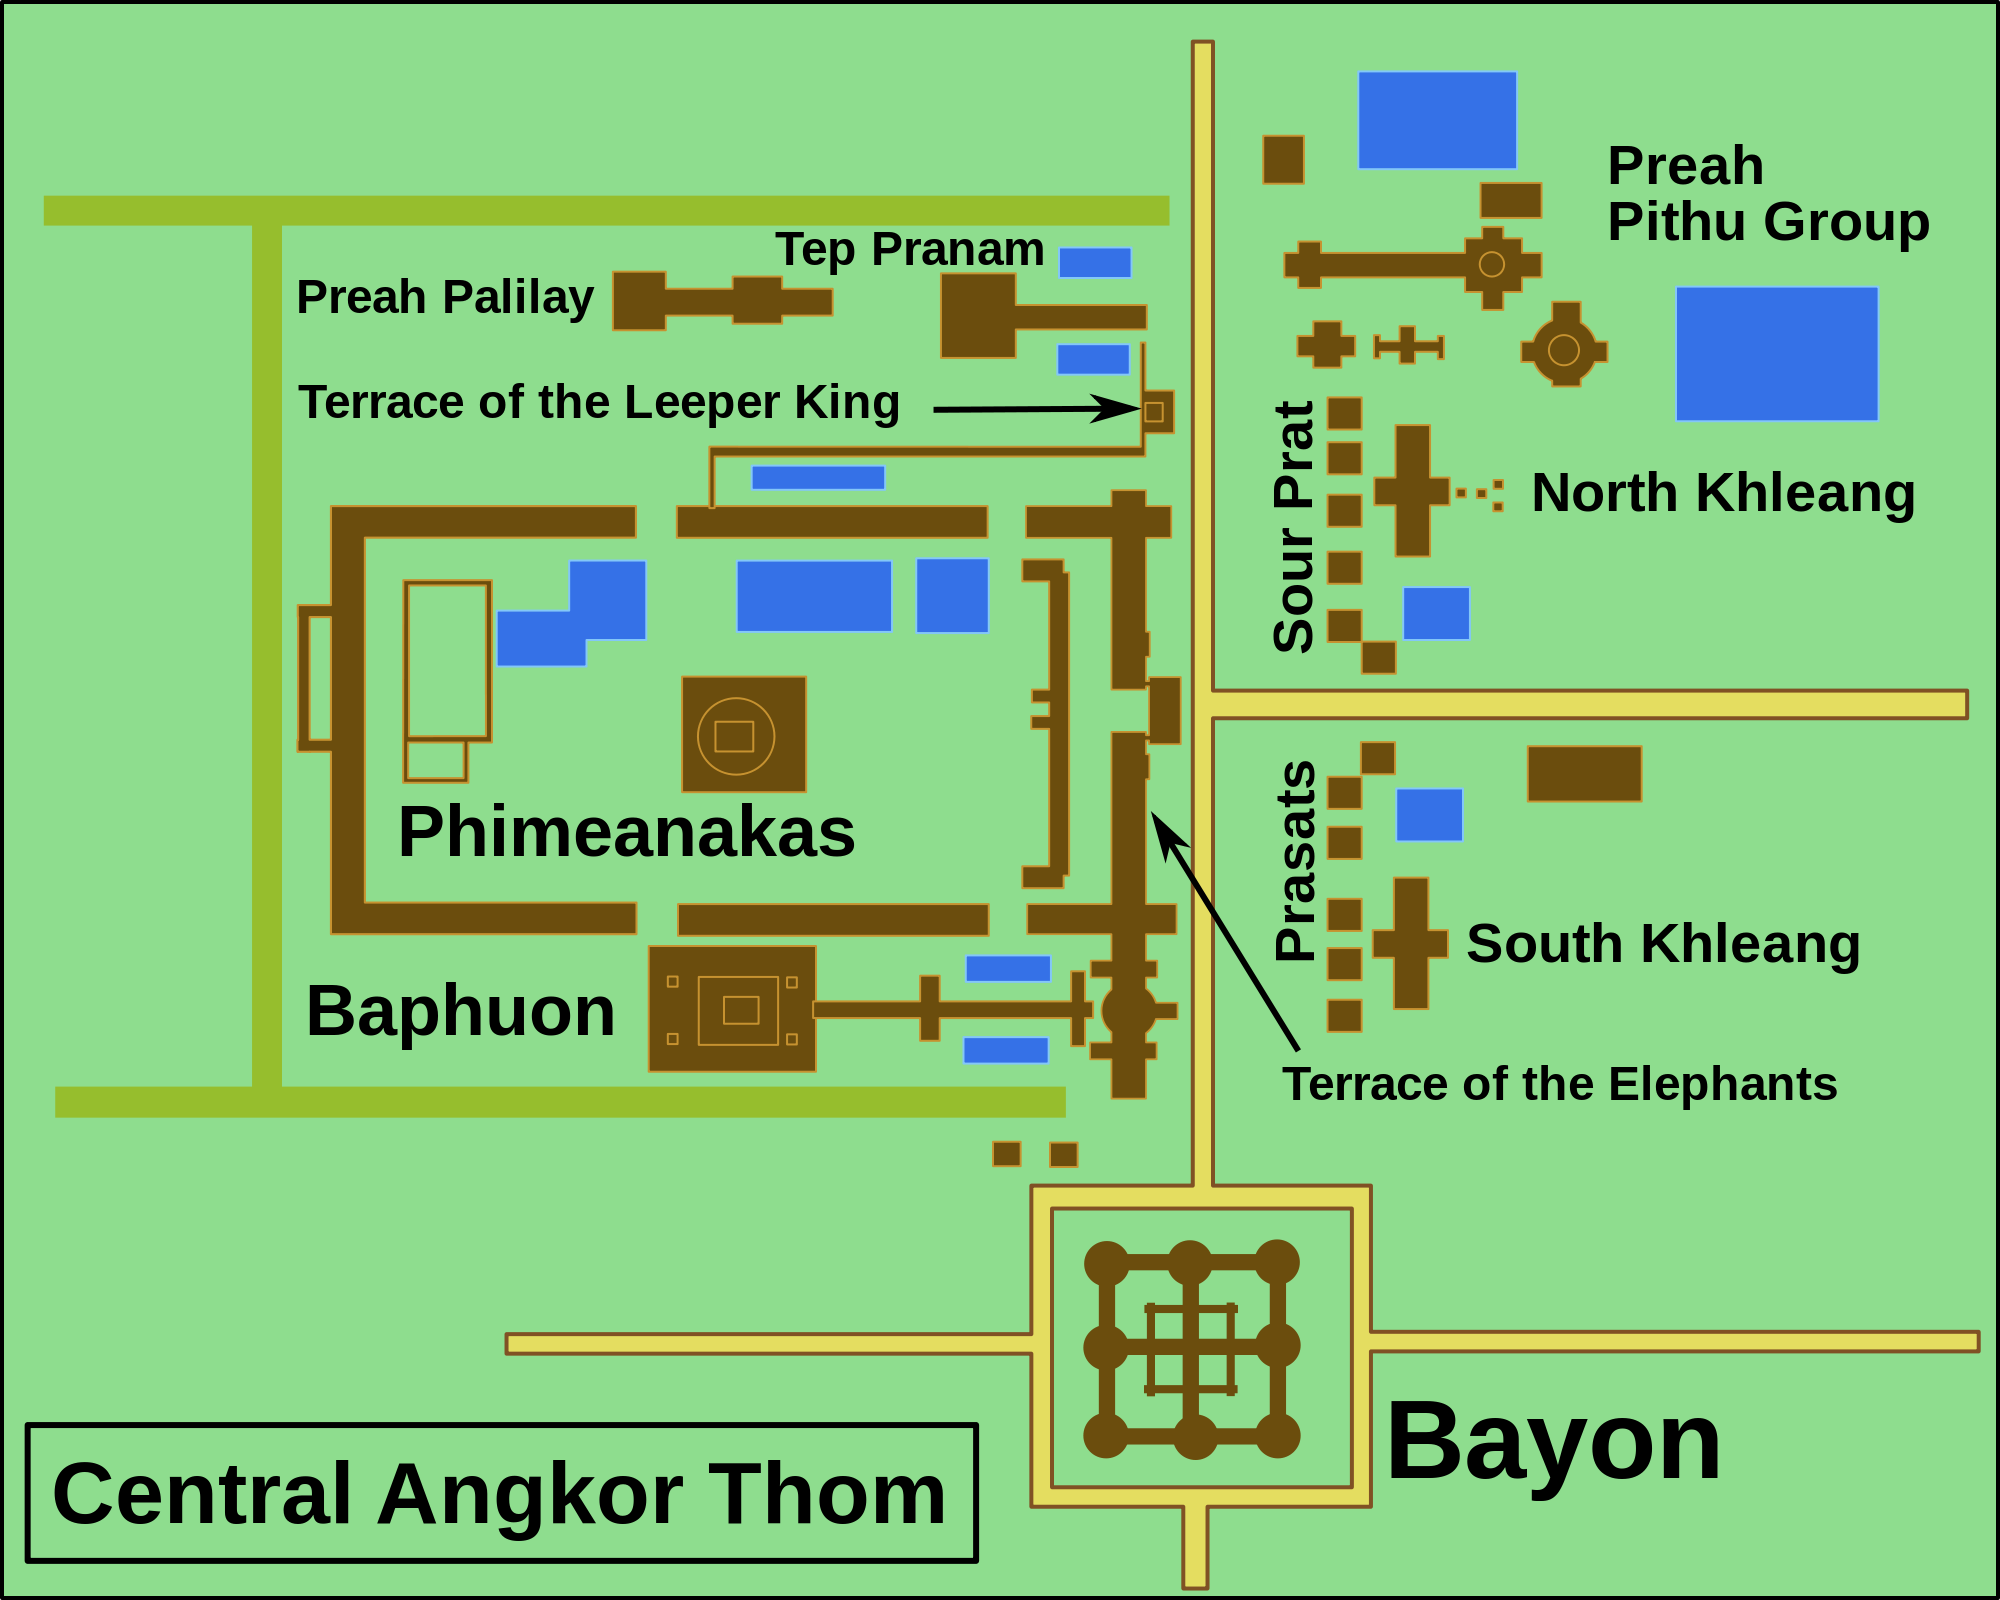 Preah
Pithu Group
Tep Pranam
Preah Palilay
Terrace of the Leeper King
Sour Prat
North Khleang
Phimeanakas
Prasats
South Khleang
Baphuon
Terrace of the Elephants
Bayon
Central Angkor Thom